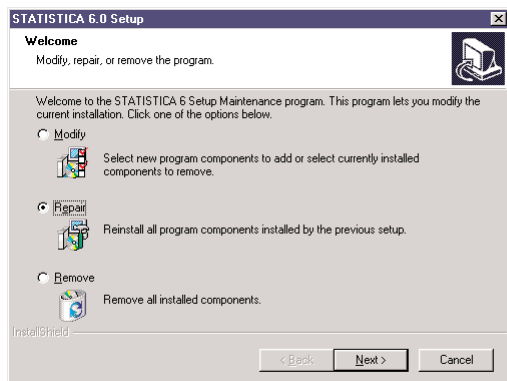 STATISTICA 6.0 Setup
Welcome
Modify, repair, or remove the program.
Welcome to the STATISTICA 6 Setup Maintenance program. This program lets you modify the
current installation. Click one of the options below.
Modify
Select new program components to add or select currently installed
components to remove.
Repair
Reinstall all program components installed by the previous setup.
Remove
Remove all installed components.
InstallShield
< Back
Next >
Cancel